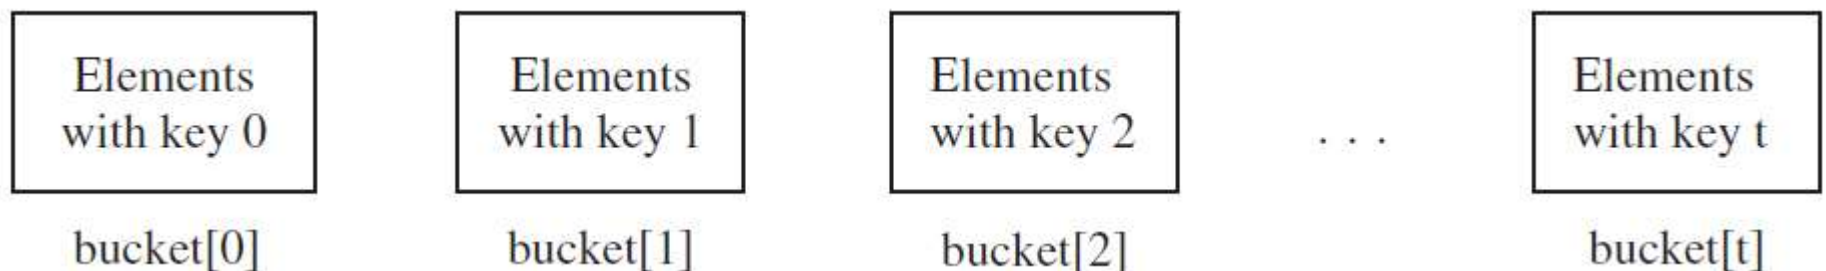 Elements
with key 0
Elements
with key 1
Elements
with key 2
. . .
Elements
with key t
bucket[0]
bucket[1]
bucket[2]
bucket[t]